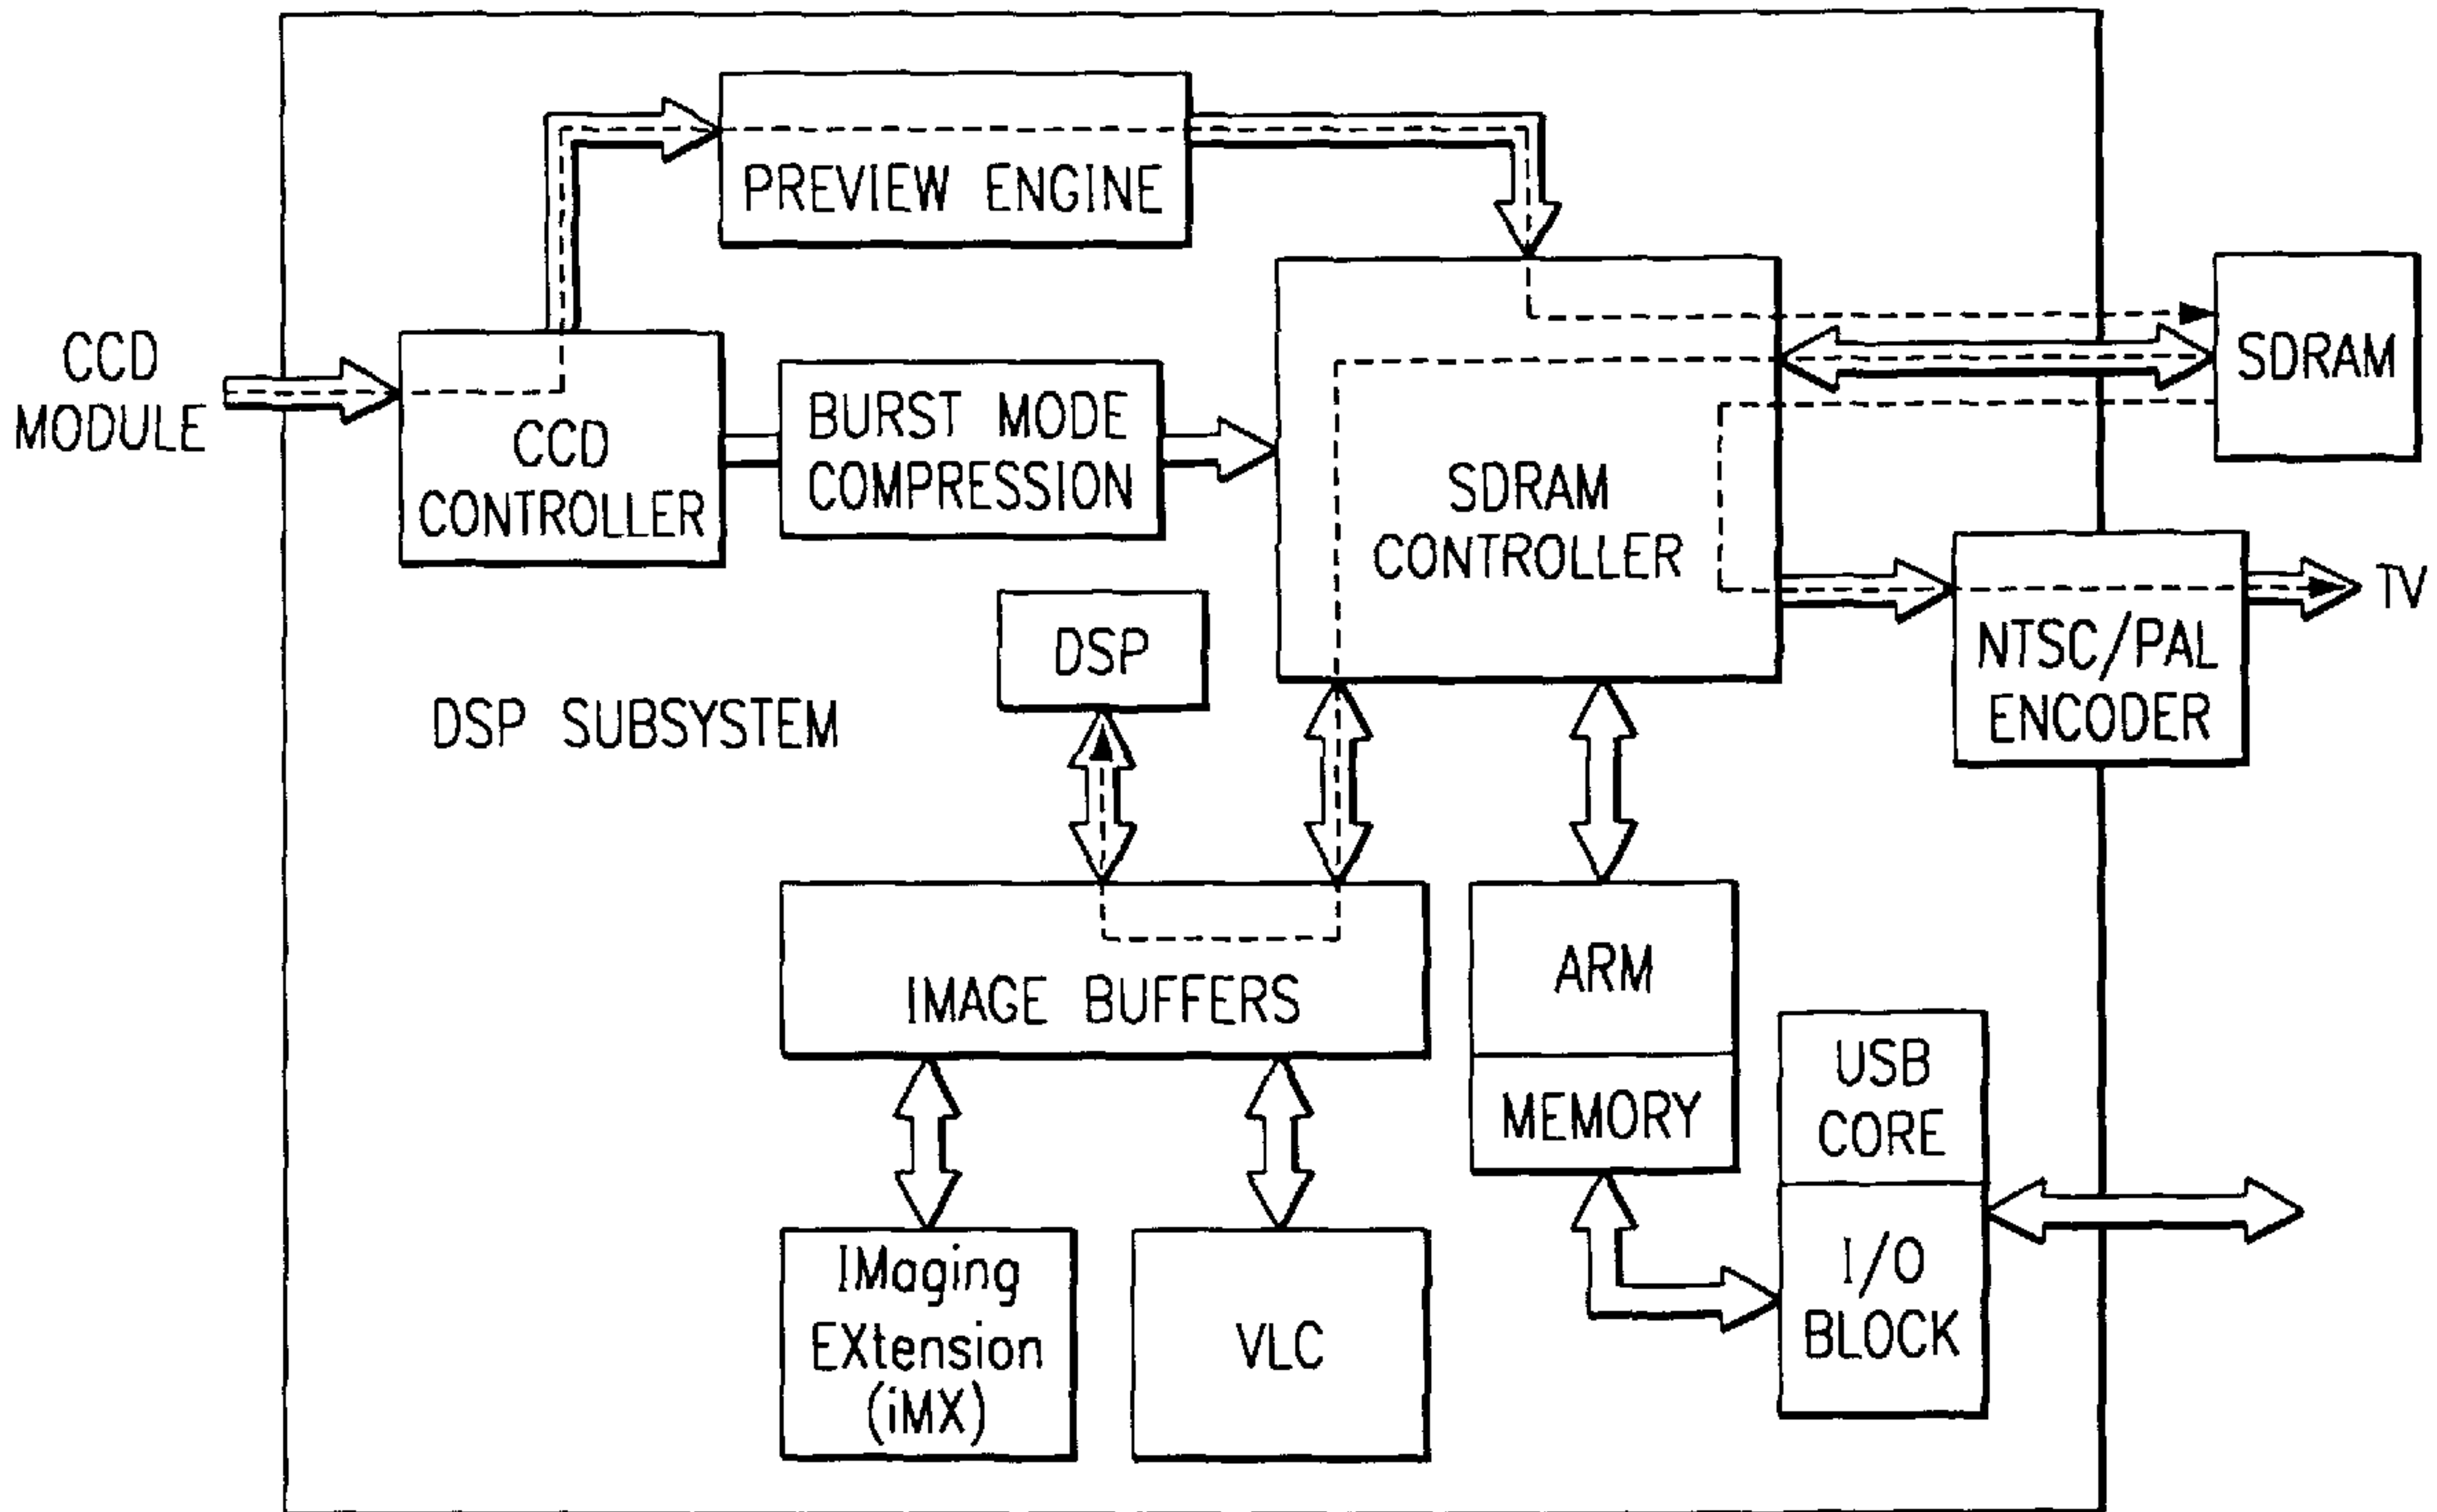 PREVIEW ENGINE
CCD
MODULE
CCD
CONTROLLER
BURST MODE
COMPRESSION
SDRAM
CONTROLLER
SDRAM
NTSC/PAL
ENCODER
TV
DSP
DSP SUBSYSTEM
IMAGE BUFFERS
ARM
MEMORY
USB
CORE
I/O
BLOCK
IMaging
EXtension
(iMX)
VLC